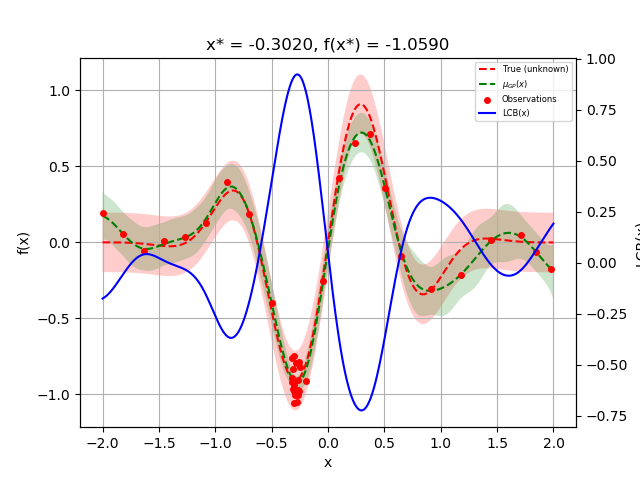 x* = -0.3020, f(x*) = -1.0590
True (unknown)
μGP(x)
Observations
LCB(x)
f(x)
1.0
0.5
0.0
−0.5
−1.0
1.00
0.75
0.50
0.25
0.00
−0.25
−0.50
−0.75
−2.0 −1.5 −1.0 −0.5 0.0 0.5 1.0 1.5 2.0
x